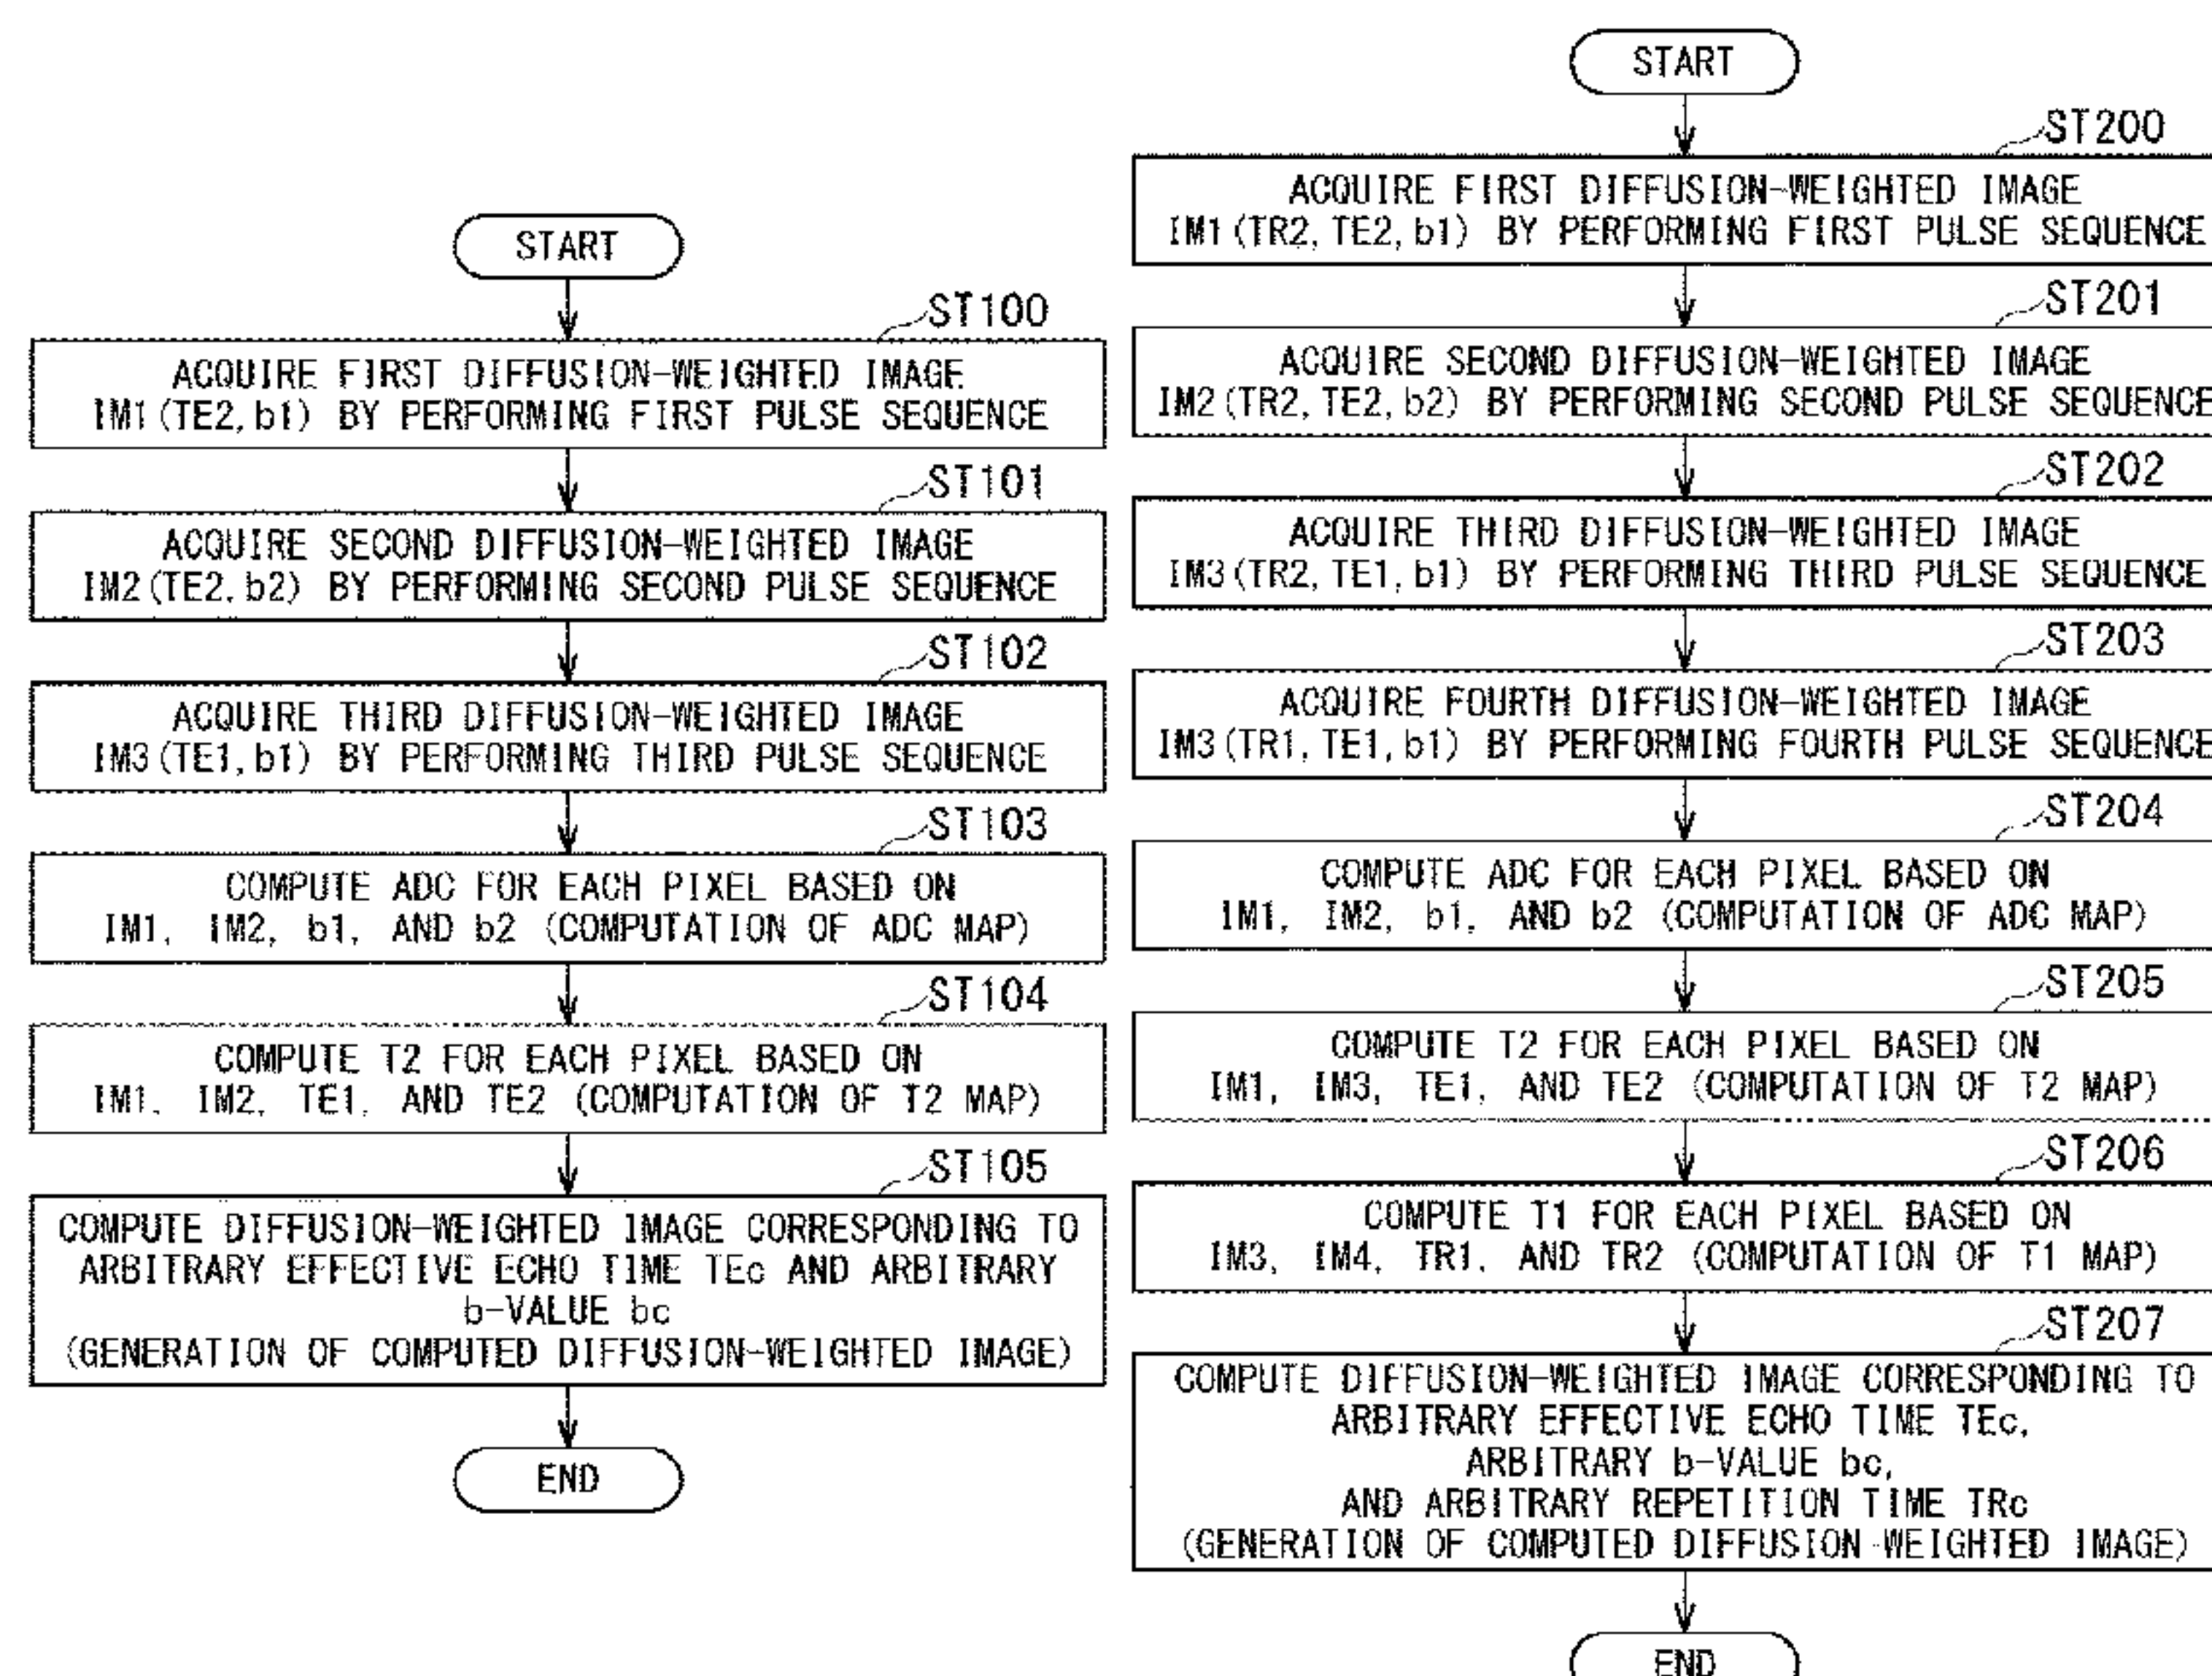 START
ST100
ACQUIRE FIRST DIFFUSION-WEIGHTED IMAGE
IM1(TE2, b1) BY PERFORMING FIRST PULSE SEQUENCE
ST101
ACQUIRE SECOND DIFFUSION-WEIGHTED IMAGE
IM2(TE2, b2) BY PERFORMING SECOND PULSE SEQUENCE
ST102
ACQUIRE THIRD DIFFUSION-WEIGHTED IMAGE
IM3(TE1, b1) BY PERFORMING THIRD PULSE SEQUENCE
ST103
COMPUTE ADC FOR EACH PIXEL BASED ON
IM1, IM2, b1, AND b2 (COMPUTATION OF ADC MAP)
ST104
COMPUTE T2 FOR EACH PIXEL BASED ON
IM1, IM2, TE1, AND TE2 (COMPUTATION OF T2 MAP)
ST105
COMPUTE DIFFUSION-WEIGHTED IMAGE CORRESPONDING TO
ARBITRARY EFFECTIVE ECHO TIME TEc AND ARBITRARY
b-VALUE bc
(GENERATION OF COMPUTED DIFFUSION-WEIGHTED IMAGE)
END
START
ST200
ACQUIRE FIRST DIFFUSION-WEIGHTED IMAGE
IM1(TR2, TE2, b1) BY PERFORMING FIRST PULSE SEQUENCE
ST201
ACQUIRE SECOND DIFFUSION-WEIGHTED IMAGE
IM2(TR2, TE2, b2) BY PERFORMING SECOND PULSE SEQUENCE
ST202
ACQUIRE THIRD DIFFUSION-WEIGHTED IMAGE
IM3(TR2, TE1, b1) BY PERFORMING THIRD PULSE SEQUENCE
ST203
ACQUIRE FOURTH DIFFUSION-WEIGHTED IMAGE
IM3(TR1, TE1, b1) BY PERFORMING FOURTH PULSE SEQUENCE
ST204
COMPUTE ADC FOR EACH PIXEL BASED ON
IM1, IM2, b1, AND b2 (COMPUTATION OF ADC MAP)
ST205
COMPUTE T2 FOR EACH PIXEL BASED ON
IM1, IM3, TE1, AND TE2 (COMPUTATION OF T2 MAP)
ST206
COMPUTE T1 FOR EACH PIXEL BASED ON
IM3, IM4, TR1, AND TR2 (COMPUTATION OF T1 MAP)
ST207
COMPUTE DIFFUSION-WEIGHTED IMAGE CORRESPONDING TO
ARBITRARY EFFECTIVE ECHO TIME TEc,
ARBITRARY b-VALUE bc,
AND ARBITRARY REPETITION TIME TRc
(GENERATION OF COMPUTED DIFFUSION-WEIGHTED IMAGE)
END